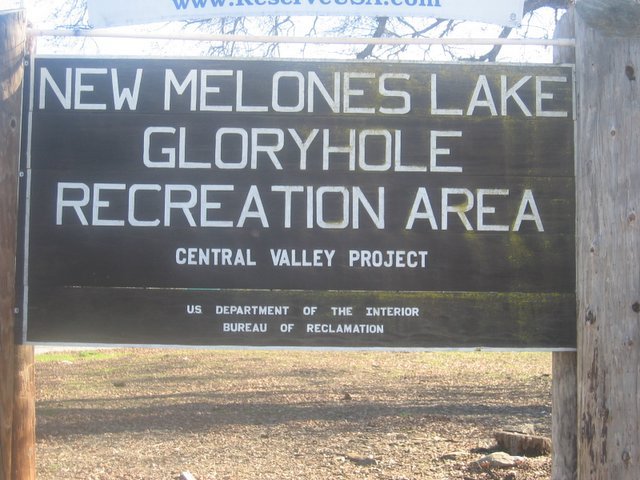 www.ReserveUSA.com
NEW MELONES LAKE
GLORYHOLE
RECREATION AREA
CENTRAL VALLEY PROJECT
US DEPARTMENT OF THE INTERIOR
BUREAU OF RECLAMATION